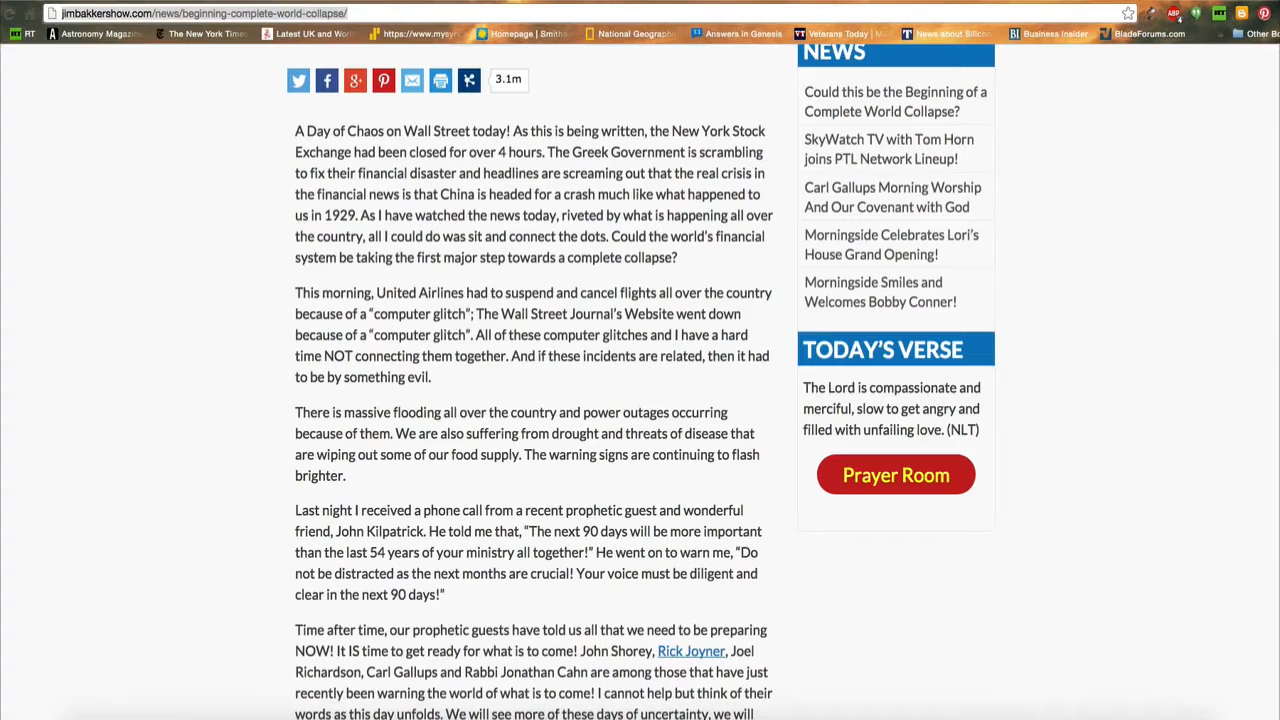 jimbakkershow.com/news/beginning-complete-world-collapse/
RT
Astronomy Magazin
The New York Times
Latest UK and Worl
https://www.mysyn
Homepage | Smiths
National Geograph
Answers In Genesis
Veterans Today | M
News about Silicon
Business Insider
BladeForums.com
Other Bo
3.1m
A Day of Chaos on Wall Street today! As this is being written, the New York Stock
Exchange had been closed for over 4 hours. The Greek Government is scrambling
to fix their financial disaster and headlines are screaming out that the real crisis in
the financial news is that China is headed for a crash much like what happened to
us in 1929. As I have watched the news today, riveted by what is happening all over
the country, all I could do was sit and connect the dots. Could the world's financial
system be taking the first major step towards a complete collapse?
This morning, United Airlines had to suspend and cancel flights all over the country
because of a “computer glitch”; The Wall Street Journal's Website went down
because of a “computer glitch”. All of these computer glitches and I have a hard
time NOT connecting them together. And if these incidents are related, then it had
to be by something evil.
There is massive flooding all over the country and power outages occurring
because of them. We are also suffering from drought and threats of disease that
are wiping out some of our food supply. The warning signs are continuing to flash
brighter.
Last night I received a phone call from a recent prophetic guest and wonderful
friend, John Kilpatrick. He told me that, “The next 90 days will be more important
than the last 54 years of your ministry all together!” He went on to warn me, “Do
not be distracted as the next months are crucial! Your voice must be diligent and
clear in the next 90 days!”
Time after time, our prophetic guests have told us all that we need to be preparing
NOW! It IS time to get ready for what is to come! John Shorey, Rick Joyner, Joel
Richardson, Carl Gallups and Rabbi Jonathan Cahn are among those that have just
recently been warning the world of what is to come! I cannot help but think of their
words as this day unfolds. We will see more of these days of uncertainty, we will
NEWS
Could this be the Beginning of a
Complete World Collapse?
SkyWatch TV with Tom Horn
joins PTL Network Lineup!
Carl Gallups Morning Worship
And Our Covenant with God
Morningside Celebrates Lori's
House Grand Opening!
Morningside Smiles and
Welcomes Bobby Conner!
TODAY'S VERSE
The Lord is compassionate and
merciful, slow to get angry and
filled with unfailing love. (NLT)
Prayer Room